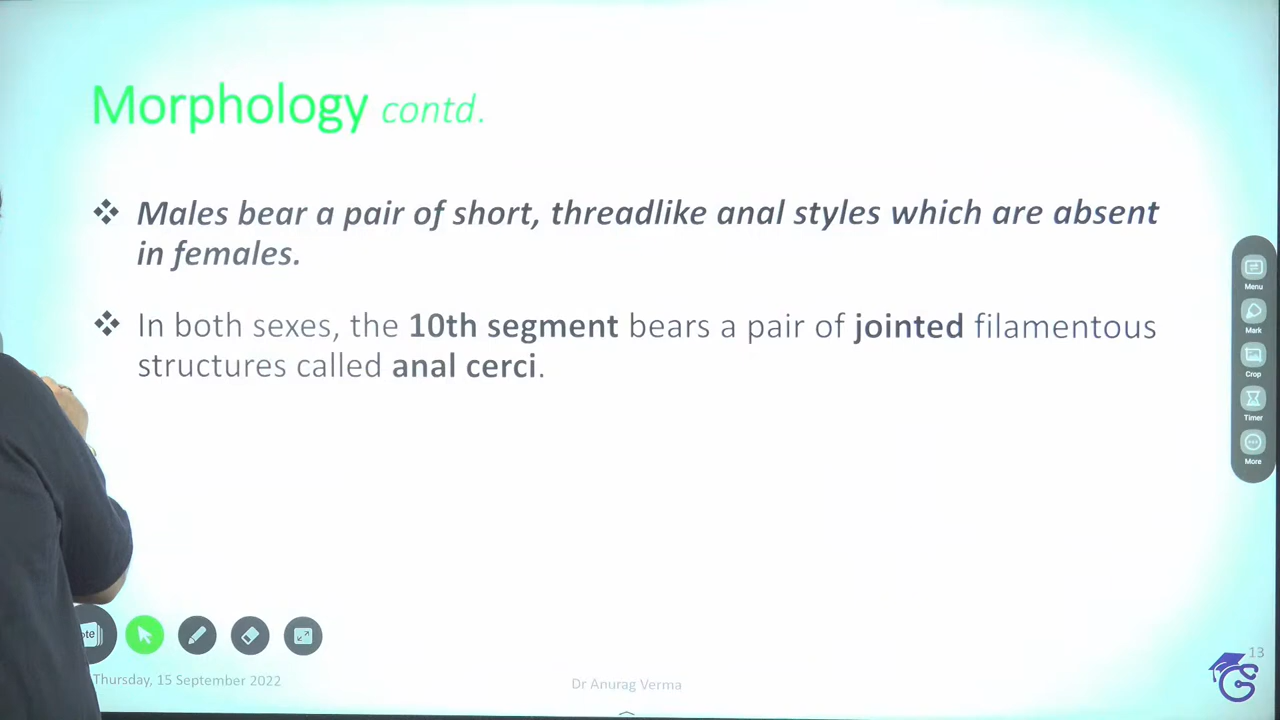 Morphology contd.
❖ Males bear a pair of short, threadlike anal styles which are absent
in females.
❖ In both sexes, the 10th segment bears a pair of jointed filamentous
structures called anal cerci.
Menu
Mark
Crop
Timer
More
Thursday, 15 September 2022
Dr Anurag Verma
13